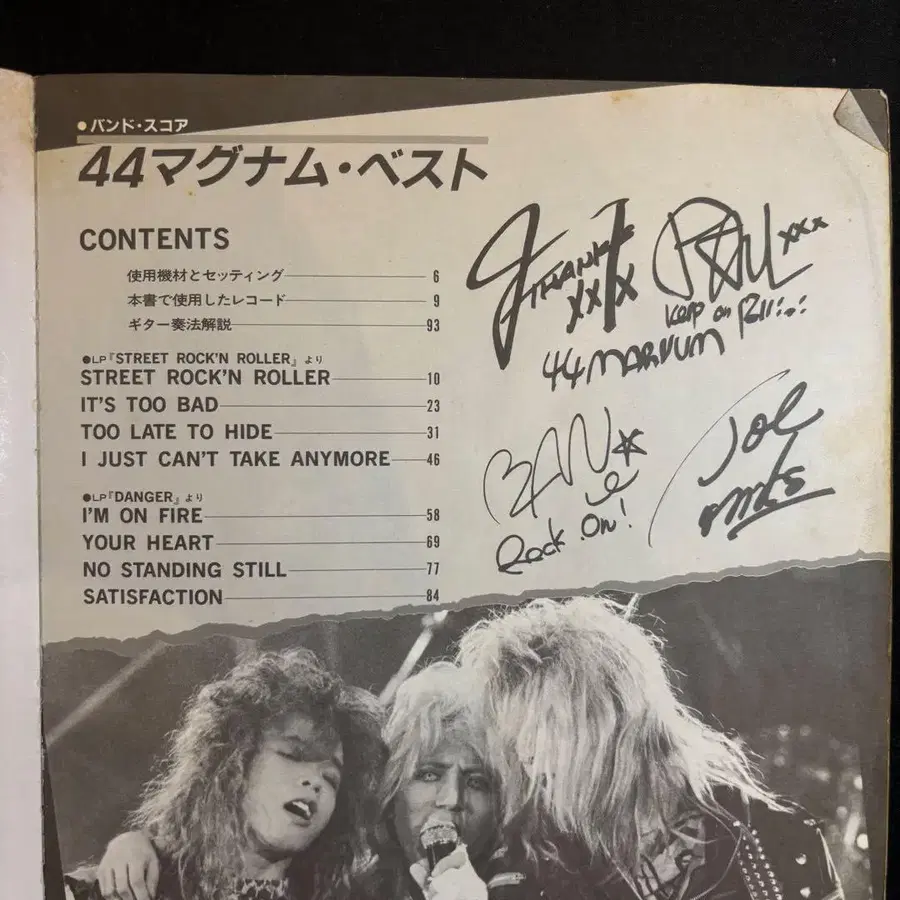 ●バンド・スコア
44マグナム・ベスト
CONTENTS
使用機材とセッティング 6
本書で使用したレコード 9
ギター奏法解説 93
●LP『STREET ROCK'N ROLLER』より
STREET ROCK'N ROLLER 10
IT'S TOO BAD 23
TOO LATE TO HIDE 31
I JUST CAN'T TAKE ANYMORE 46
●LP『DANGER』より
I'M ON FIRE 58
YOUR HEART 69
NO STANDING STILL 77
SATISFACTION 84
THANKS
xxx
PAUL xxx
Keep on
44
BAN
Rock On!
Joe